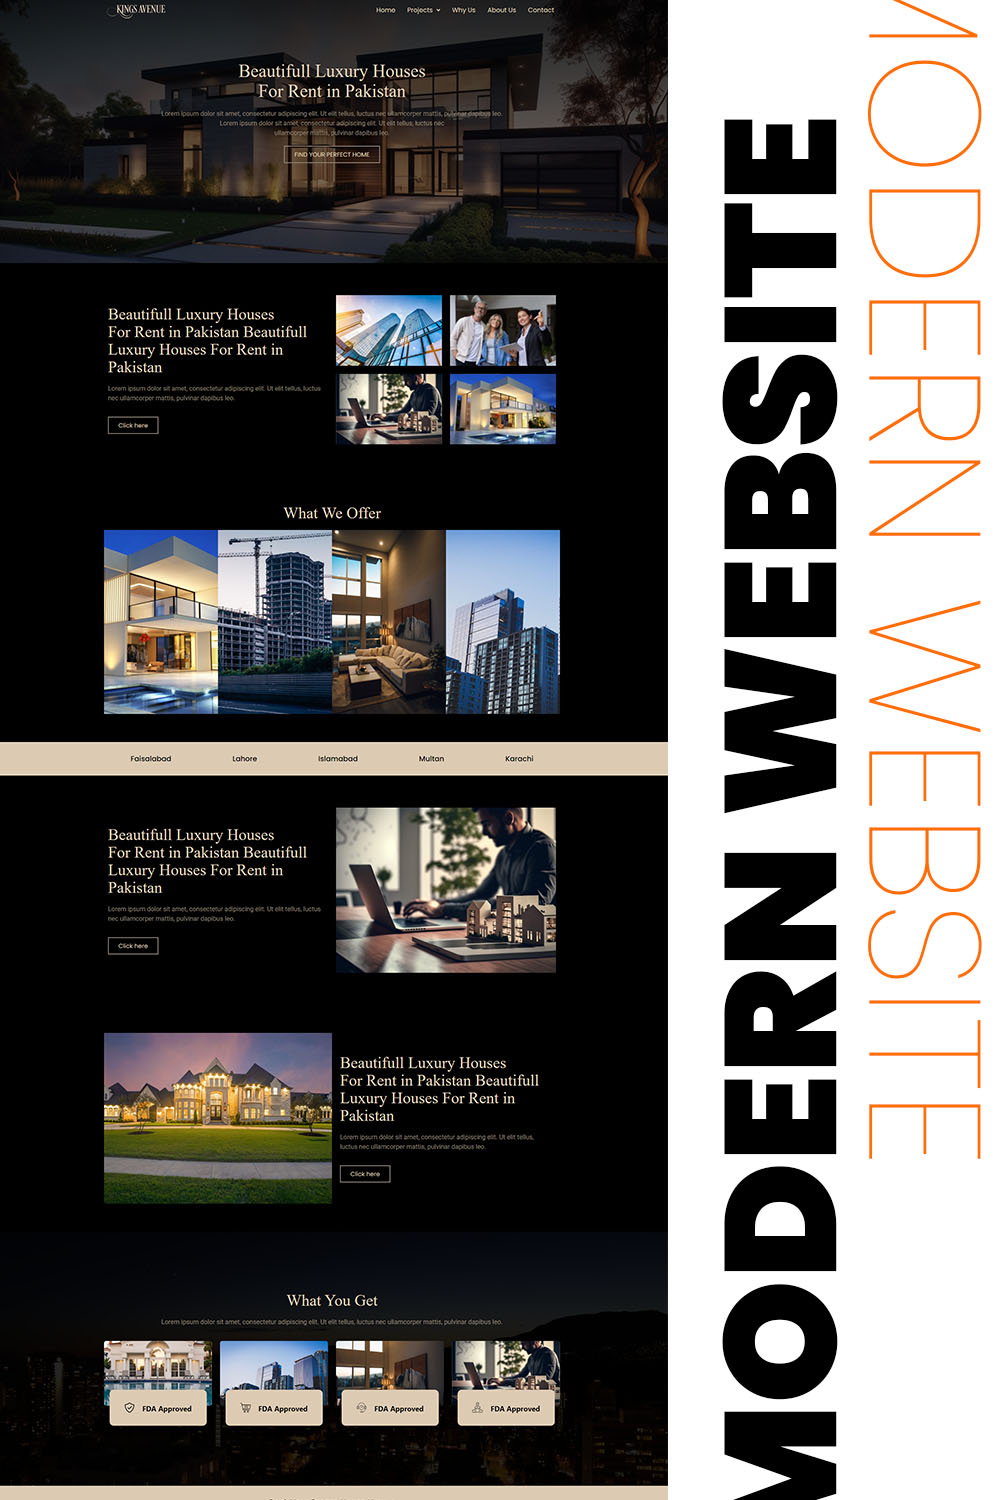 KINGS AVENUE
Home Projects Why Us About Us Contact
Beautifull Luxury Houses
For Rent in Pakistan
Lorem ipsum dolor sit amet, consectetur adipiscing elit. Ut elit tellus, luctus nec ullamcorper mattis, pulvinar dapibus leo.
Lorem ipsum dolor sit amet, consectetur adipiscing elit. Ut elit tellus, luctus nec
ullamcorper mattis, pulvinar dapibus leo.
FIND YOUR PERFECT HOME
Beautifull Luxury Houses
For Rent in Pakistan Beautifull
Luxury Houses For Rent in
Pakistan
Lorem ipsum dolor sit amet, consectetur adipiscing elit. Ut elit tellus, luctus
nec ullamcorper mattis, pulvinar dapibus leo.
Click here
What We Offer
Faisalabad Lahore Islamabad Multan Karachi
Beautifull Luxury Houses
For Rent in Pakistan Beautifull
Luxury Houses For Rent in
Pakistan
Lorem ipsum dolor sit amet, consectetur adipiscing elit. Ut elit tellus, luctus
nec ullamcorper mattis, pulvinar dapibus leo.
Click here
Beautifull Luxury Houses
For Rent in Pakistan Beautifull
Luxury Houses For Rent in
Pakistan
Lorem ipsum dolor sit amet, consectetur adipiscing elit. Ut elit tellus,
luctus nec ullamcorper mattis, pulvinar dapibus leo.
Click here
What You Get
Lorem ipsum dolor sit amet, consectetur adipiscing elit. Ut elit tellus, luctus nec ullamcorper mattis, pulvinar dapibus leo.
FDA Approved FDA Approved FDA Approved FDA Approved
MODERN WEBSITE
MODERN WEBSITE